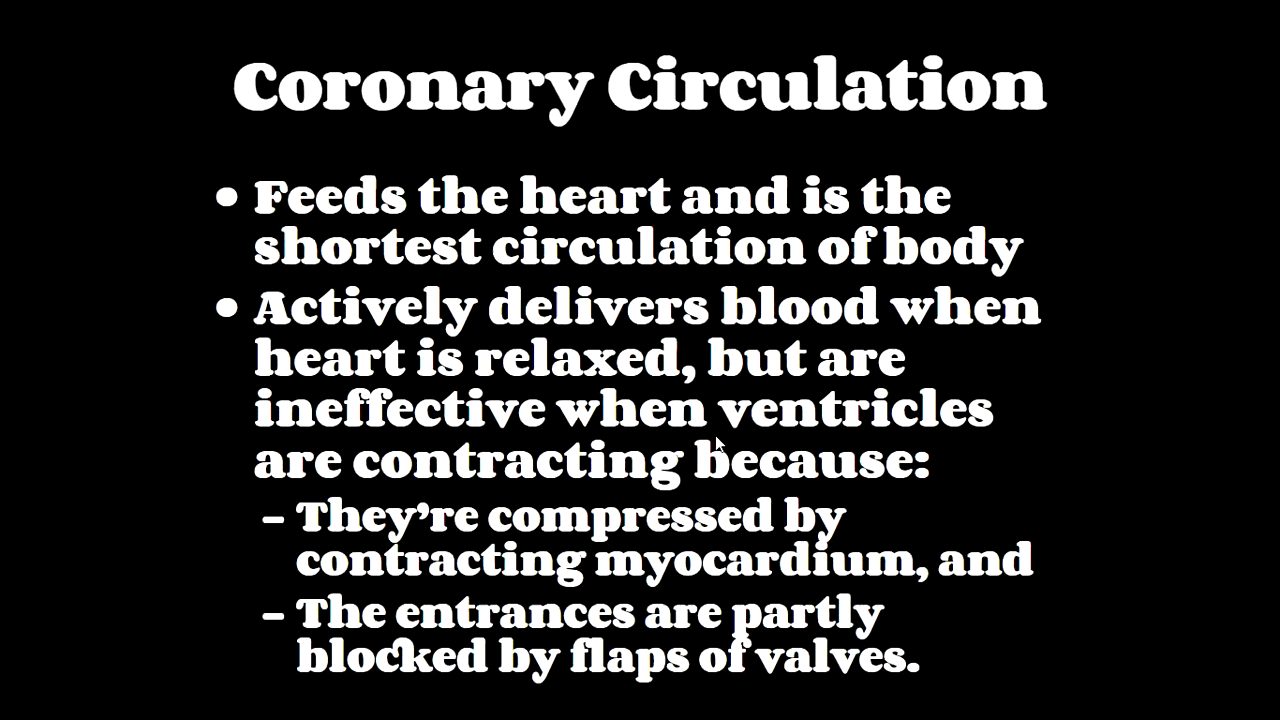 Coronary Circulation
• Feeds the heart and is the
shortest circulation of body
• Actively delivers blood when
heart is relaxed, but are
ineffective when ventricles
are contracting because:
– They’re compressed by
contracting myocardium, and
– The entrances are partly
blocked by flaps of valves.